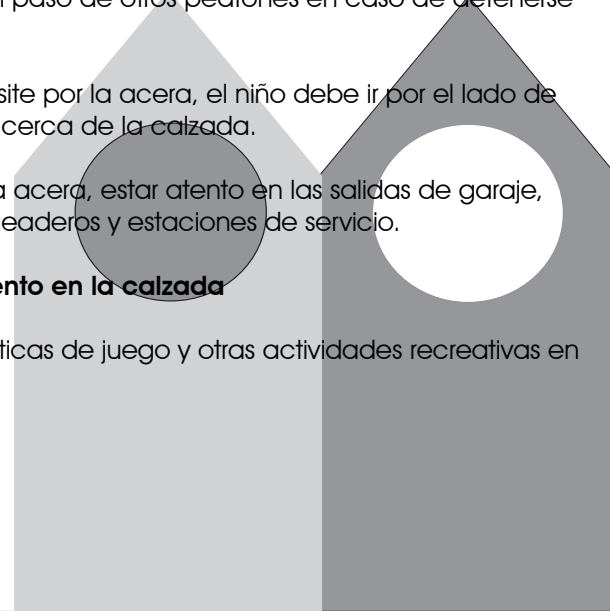 paso de otros peatones en caso de detenerse
site por la acera, el niño debe ir por el lado de
cerca de la calzada.
a acera, estar atento en las salidas de garaje,
eaderos y estaciones de servicio.
ento en la calzada
ticas de juego y otras actividades recreativas en